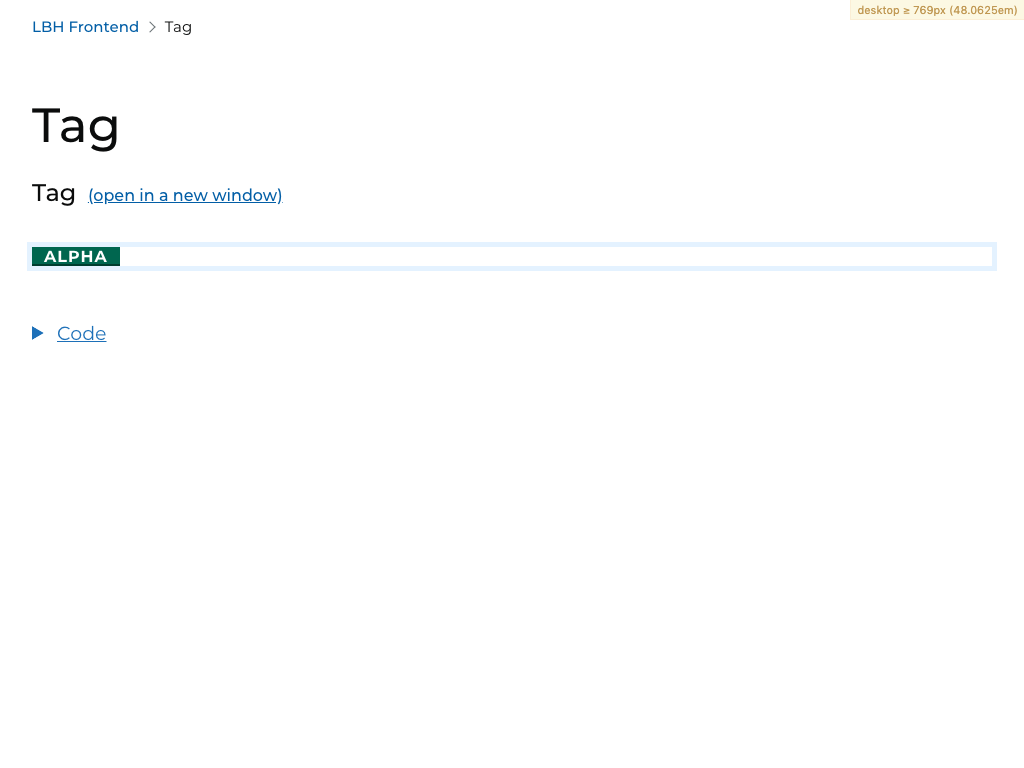 desktop ≥ 769px (48.0625em)
LBH Frontend > Tag
Tag
Tag (open in a new window)
ALPHA
Code